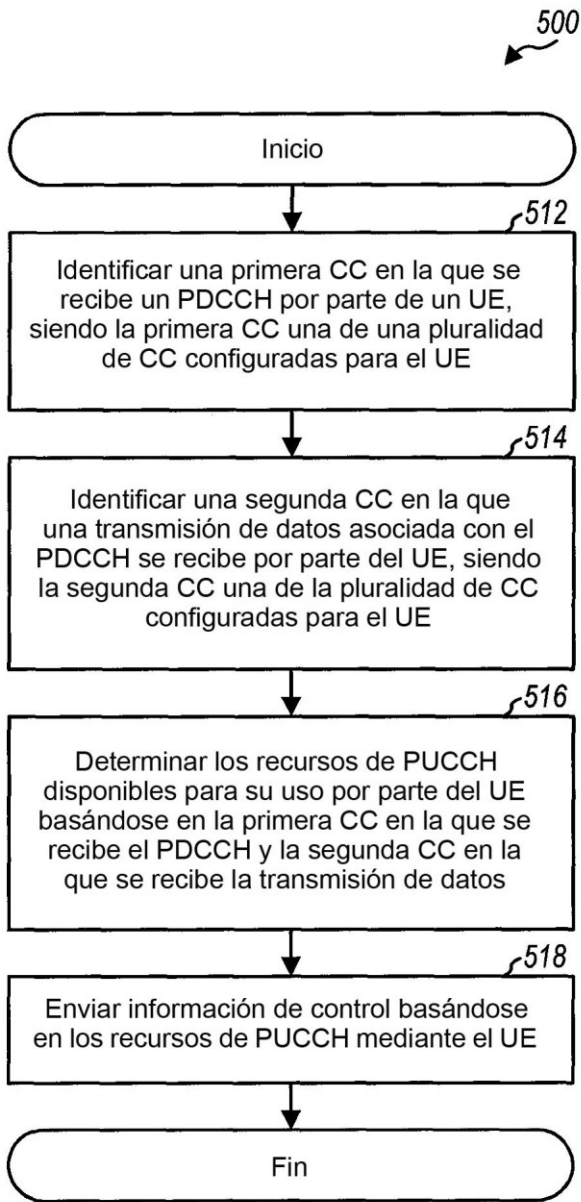 500
Inicio
512
Identificar una primera CC en la que se
recibe un PDCCH por parte de un UE,
siendo la primera CC una de una pluralidad
de CC configuradas para el UE
514
Identificar una segunda CC en la que
una transmisión de datos asociada con el
PDCCH se recibe por parte del UE, siendo
la segunda CC una de la pluralidad de CC
configuradas para el UE
516
Determinar los recursos de PUCCH
disponibles para su uso por parte del UE
basándose en la primera CC en la que se
recibe el PDCCH y la segunda CC en la
que se recibe la transmisión de datos
518
Enviar información de control basándose
en los recursos de PUCCH mediante el UE
Fin